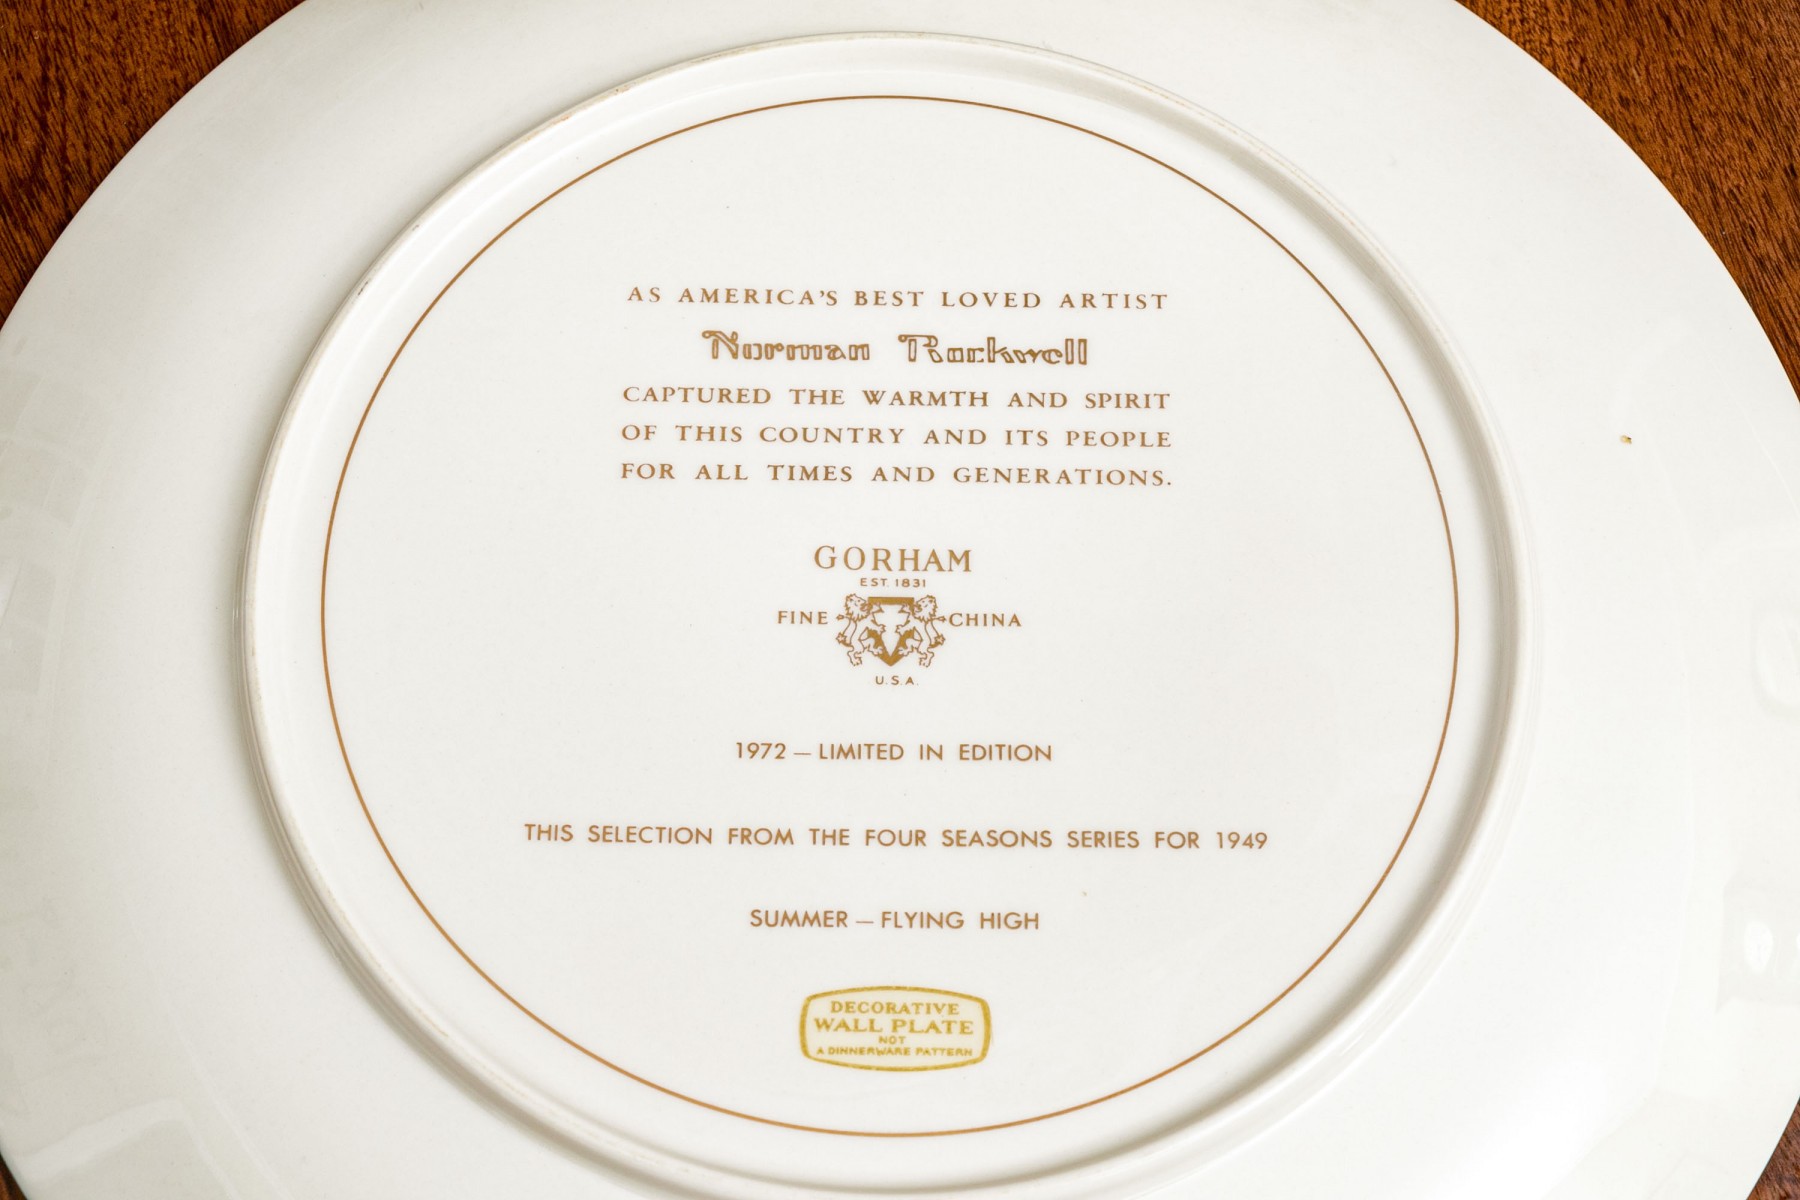 AS AMERICA'S BEST LOVED ARTIST
Norman Rockwell
CAPTURED THE WARMTH AND SPIRIT
OF THIS COUNTRY AND ITS PEOPLE
FOR ALL TIMES AND GENERATIONS.
GORHAM
EST. 1831
FINE CHINA
U.S.A.
1972 — LIMITED IN EDITION
THIS SELECTION FROM THE FOUR SEASONS SERIES FOR 1949
SUMMER — FLYING HIGH
DECORATIVE
WALL PLATE
NOT
A DINNERWARE PATTERN